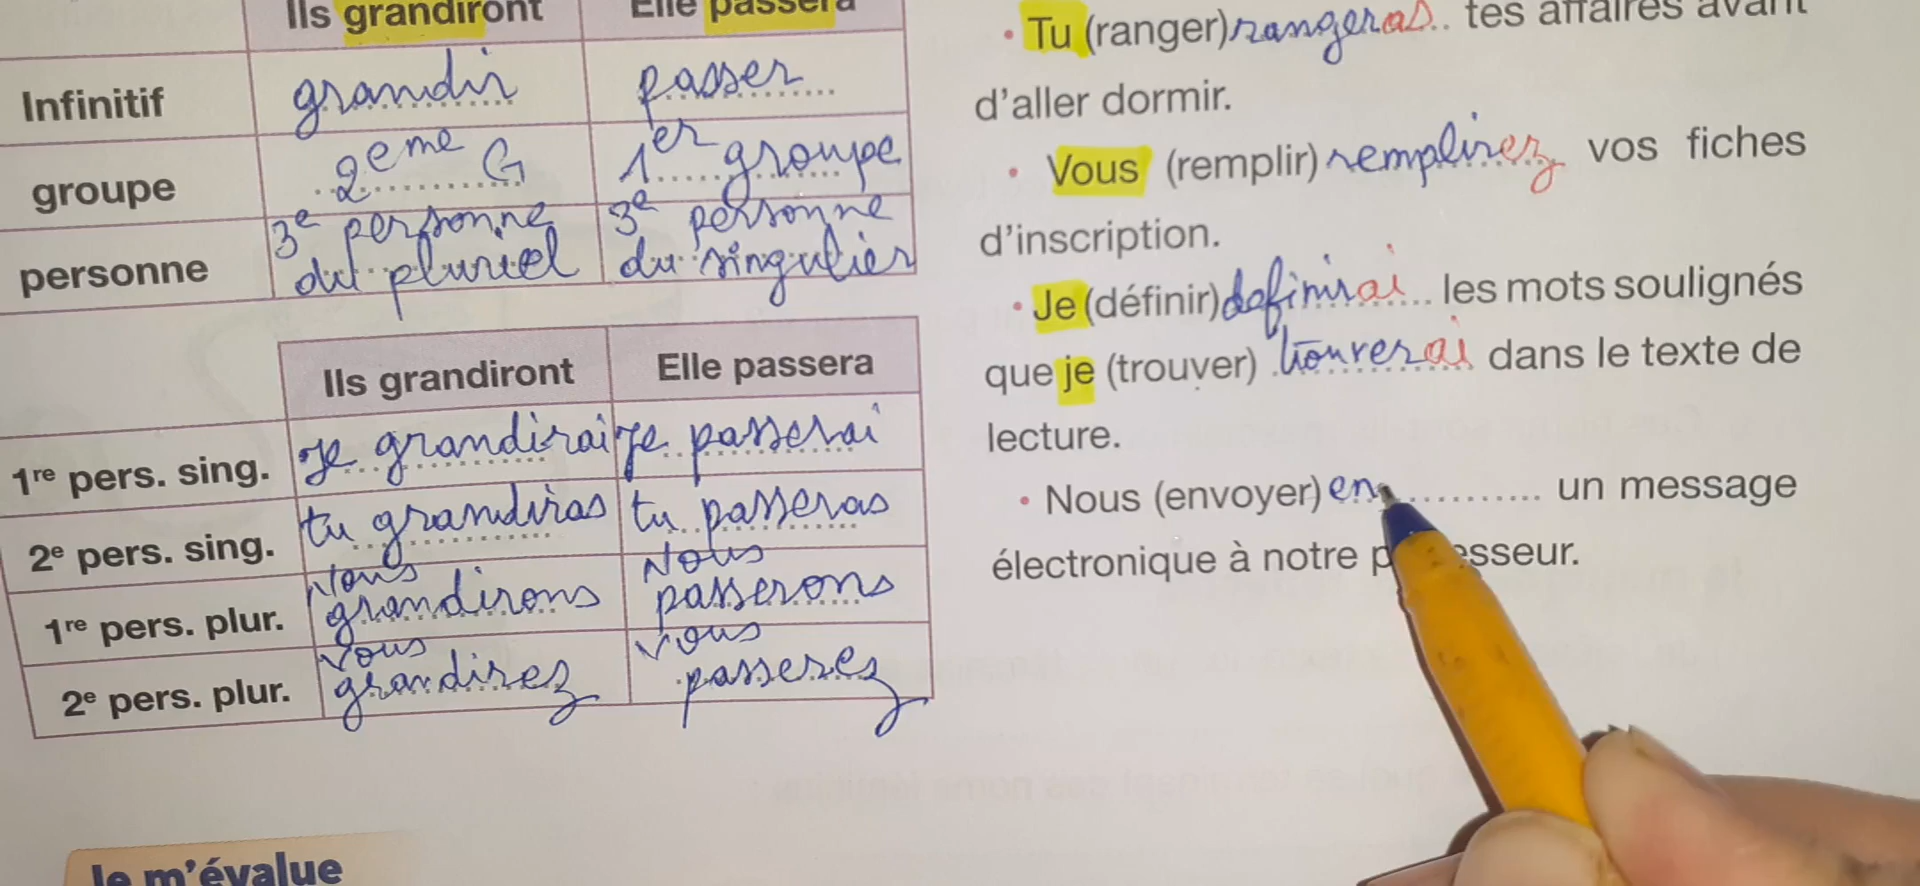 Ils grandiront Elle passera
Infinitif grandir passer
groupe 2eme G 1er groupe
personne 3e personne du pluriel 3e personne du singulier
Ils grandiront Elle passera
1re pers. sing. Je grandirai Je passerai
2e pers. sing. tu grandiras tu passeras
1re pers. plur. Nous grandirons Nous passerons
2e pers. plur. Vous grandirez Vous passerez
Je m'évalue
• Tu (ranger) rangeras.. tes affaires avant
d'aller dormir.
• Vous (remplir) remplirez vos fiches
d'inscription.
• Je (définir) definirai... les mots soulignés
que je (trouver) trouverai dans le texte de
lecture.
• Nous (envoyer) en............ un message
électronique à notre p esseur.